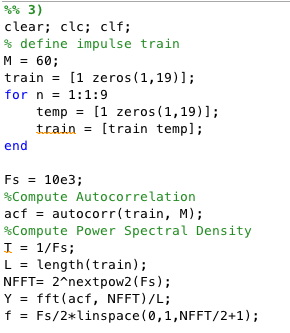 %% 3)
clear; clc; clf;
% define impulse train
M = 60;
train = [1 zeros(1,19)];
for n = 1:1:9
    temp = [1 zeros(1,19)];
    train = [train temp];
end

Fs = 10e3;
%Compute Autocorrelation
acf = autocorr(train, M);
%Compute Power Spectral Density
T = 1/Fs;
L = length(train);
NFFT= 2^nextpow2(Fs);
Y = fft(acf, NFFT)/L;
f = Fs/2*linspace(0,1,NFFT/2+1);